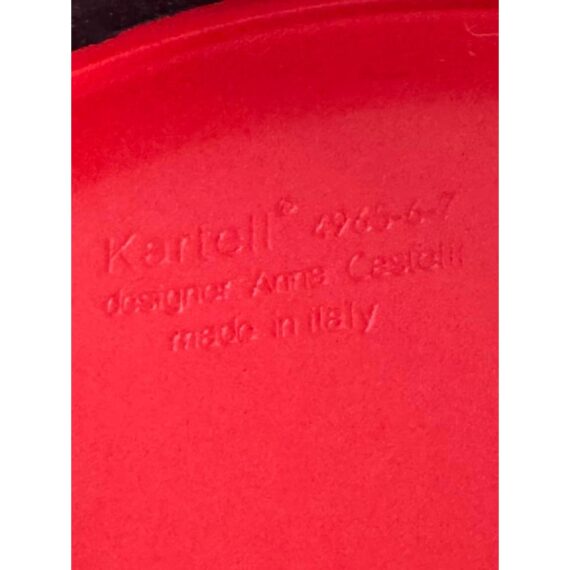 Kartell® 4965-6-7
designer Anna Castelli
made in italy